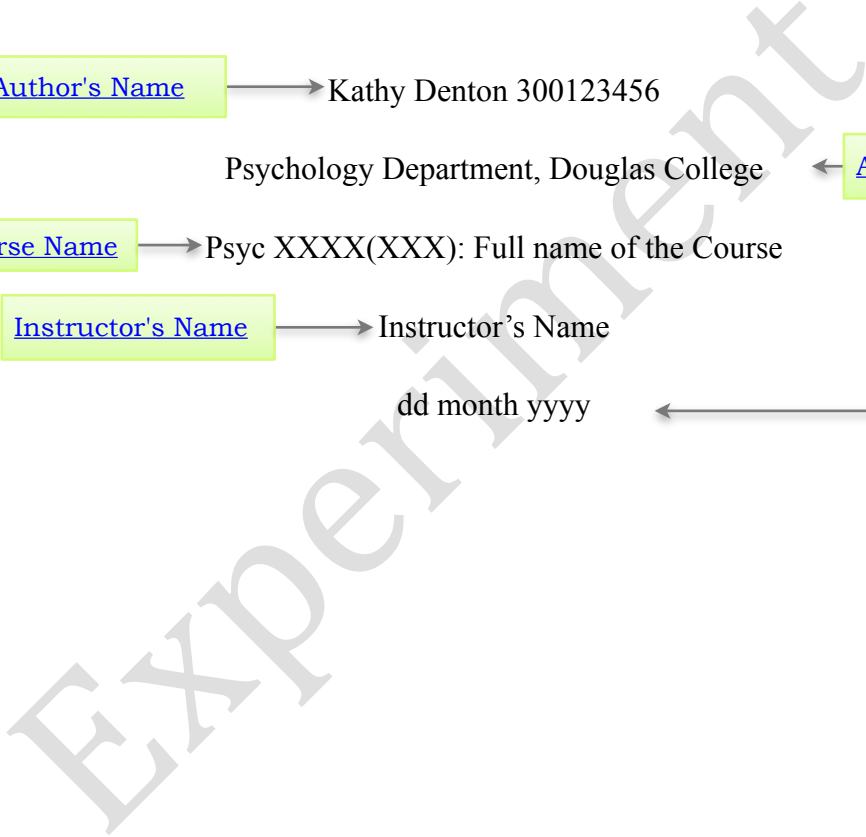 Author's Name Kathy Denton 300123456
Psychology Department, Douglas College
Name Psyc XXXX(XXX): Full name of the Course
Instructor's Name Instructor’s Name
dd month yyyy
Experiment